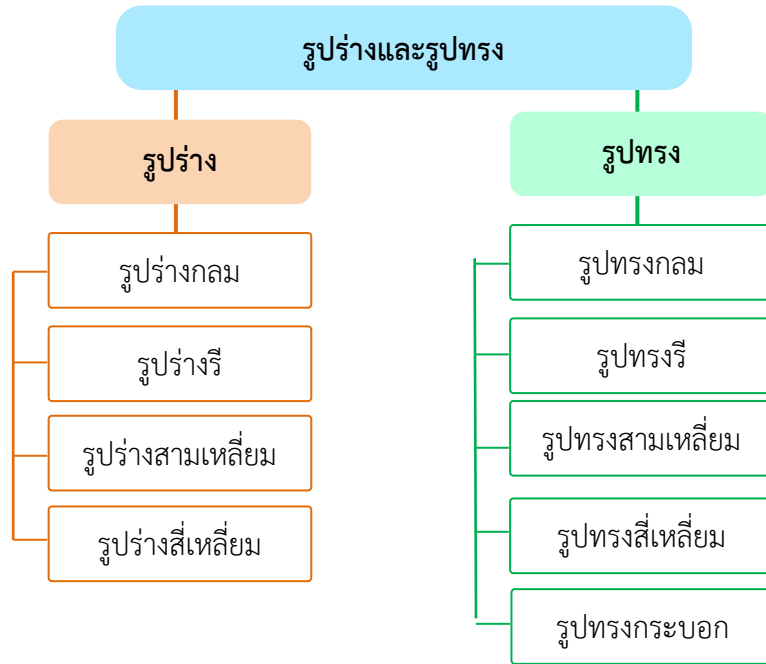 รูปร่างและรูปทรง
รูปร่าง
รูปร่างกลม
รูปร่างรี
รูปร่างสามเหลี่ยม
รูปร่างสี่เหลี่ยม
รูปทรง
รูปทรงกลม
รูปทรงรี
รูปทรงสามเหลี่ยม
รูปทรงสี่เหลี่ยม
รูปทรงกระบอก